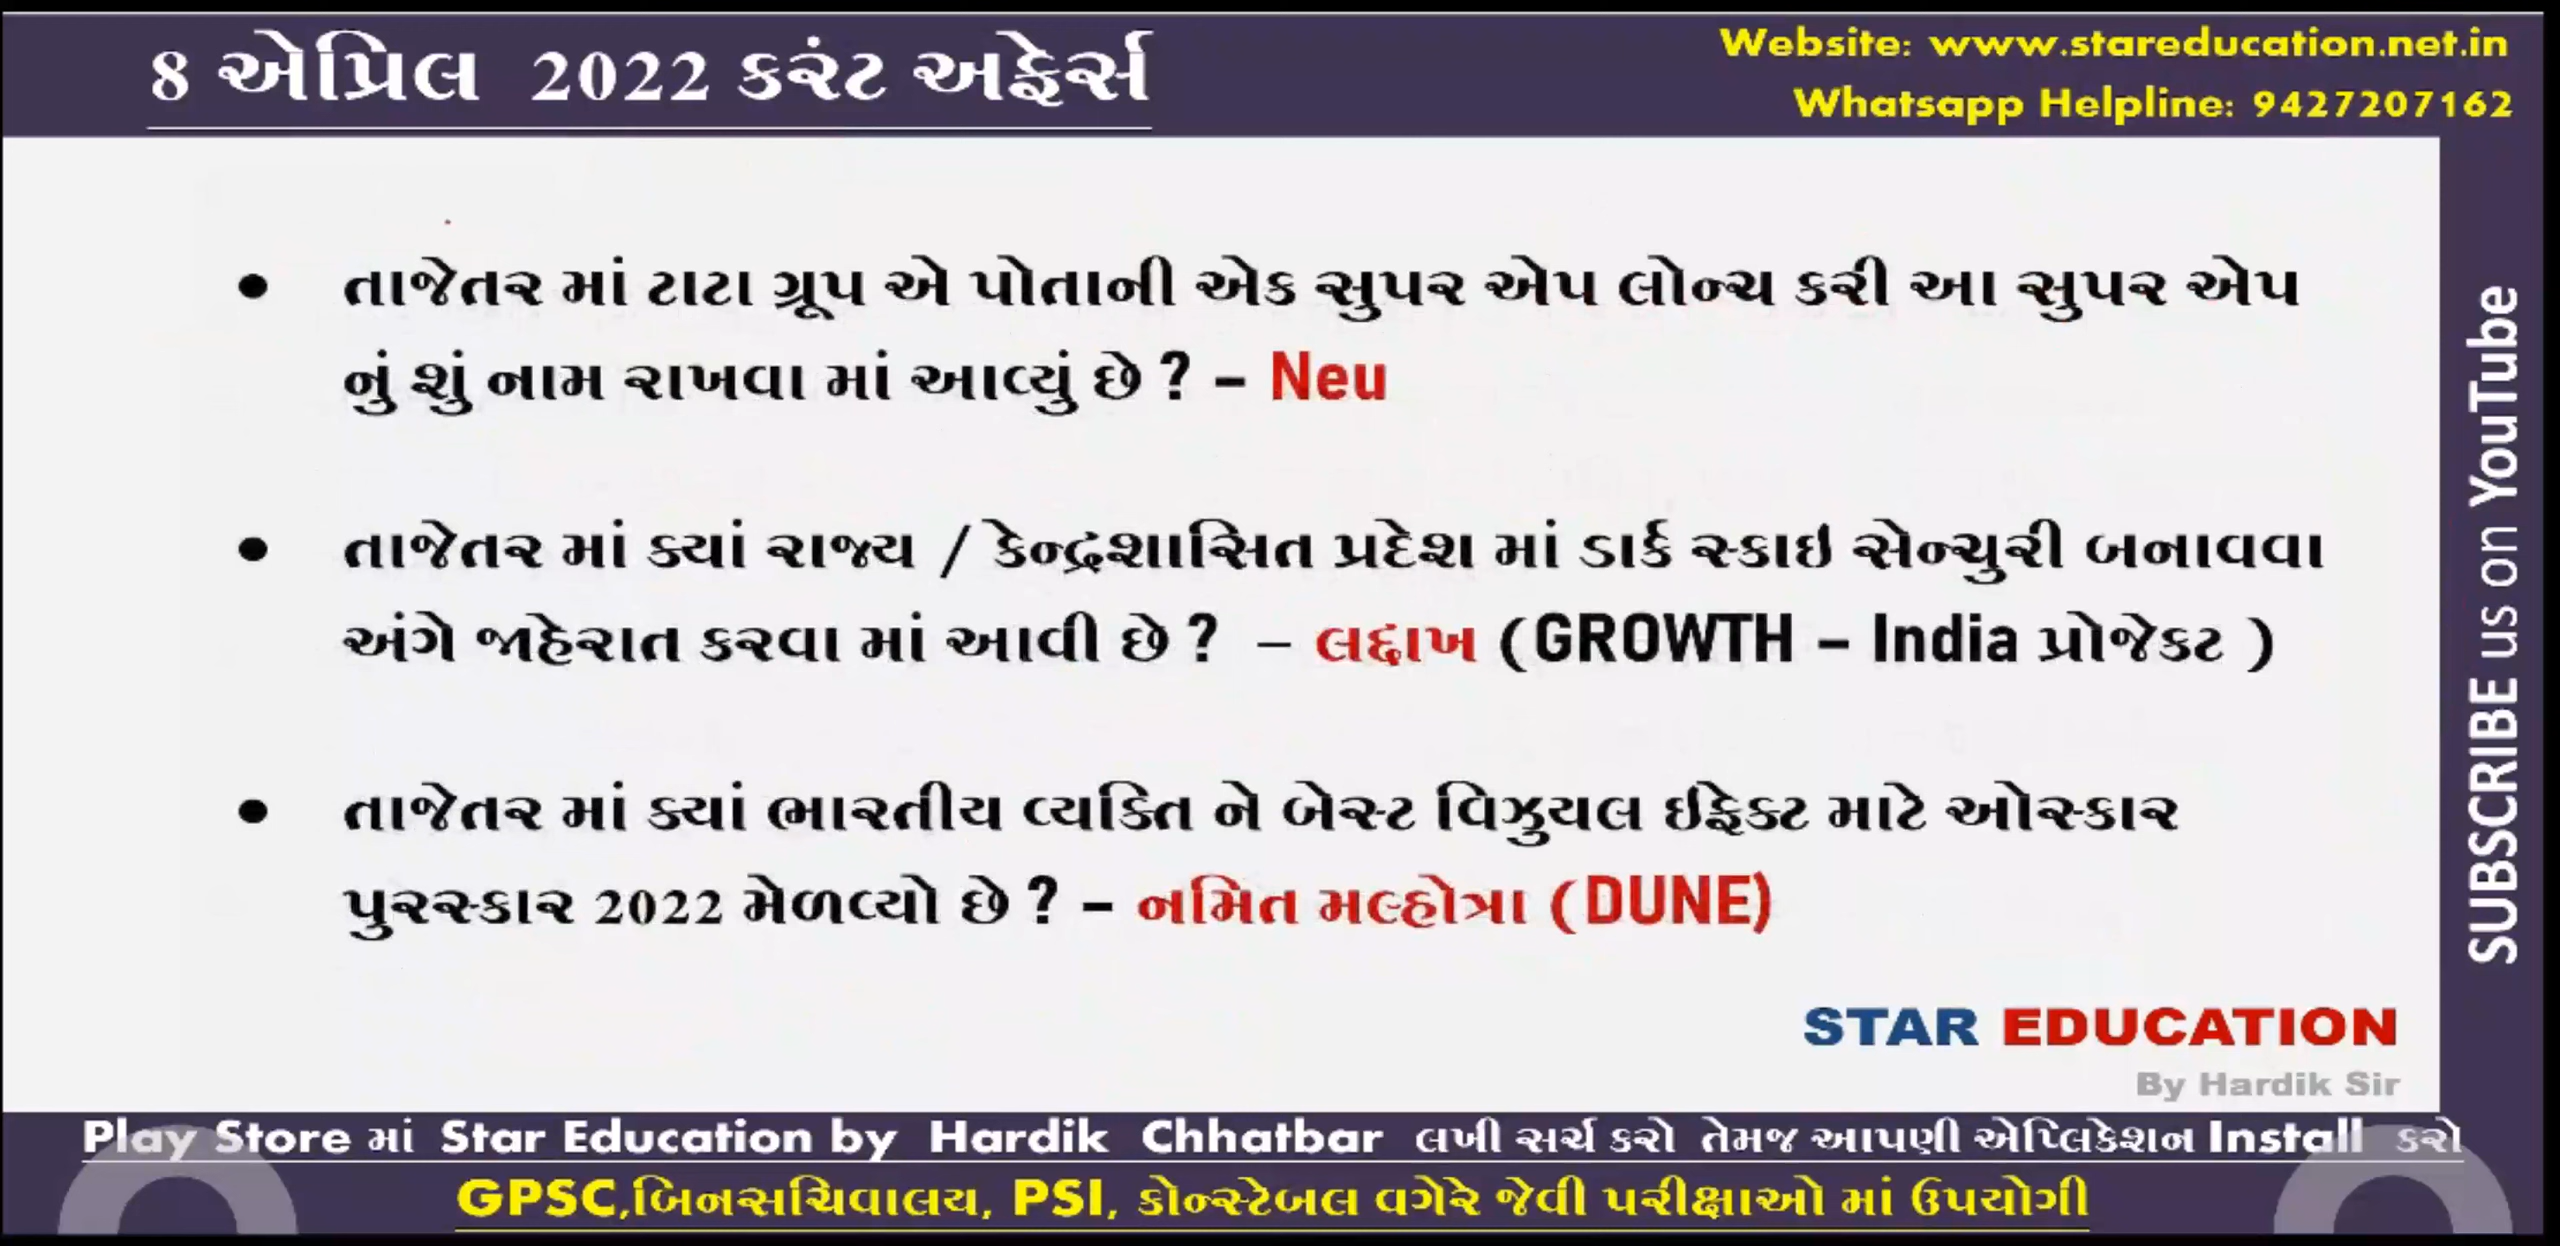 8 એપ્રિલ 2022 કરંટ અફેર્સ
Website: www.stareducation.net.in
Whatsapp Helpline: 9427207162
• તાજેતર માં ટાટા ગ્રૂપ એ પોતાની એક સુપર એપ લોન્ચ કરી આ સુપર એપ
નું શું નામ રાખવા માં આવ્યું છે ? – Neu
• તાજેતર માં ક્યાં રાજ્ય / કેન્દ્રશાસિત પ્રદેશ માં ડાર્ક સ્કાઇ સેન્ચુરી બનાવવા
અંગે જાહેરાત કરવા માં આવી છે ? – લદ્દાખ (GROWTH – India પ્રોજેકટ )
• તાજેતર માં ક્યાં ભારતીય વ્યકિત ને બેસ્ટ વિઝુયલ ઈફેક્ટ માટે ઓસ્કાર
પુરસ્કાર 2022 મેળવ્યો છે ? – નમિત મલ્હોત્રા (DUNE)
SUBSCRIBE us on YouTube
STAR EDUCATION
By Hardik Sir
Play Store માં Star Education by Hardik Chhatbar લખી સર્ચ કરો તેમજ આપણી એપ્લિકેશન Install કરો
GPSC,બિનસચિવાલય, PSI, કોન્સ્ટેબલ વગેરે જેવી પરીક્ષાઓ માં ઉપયોગી